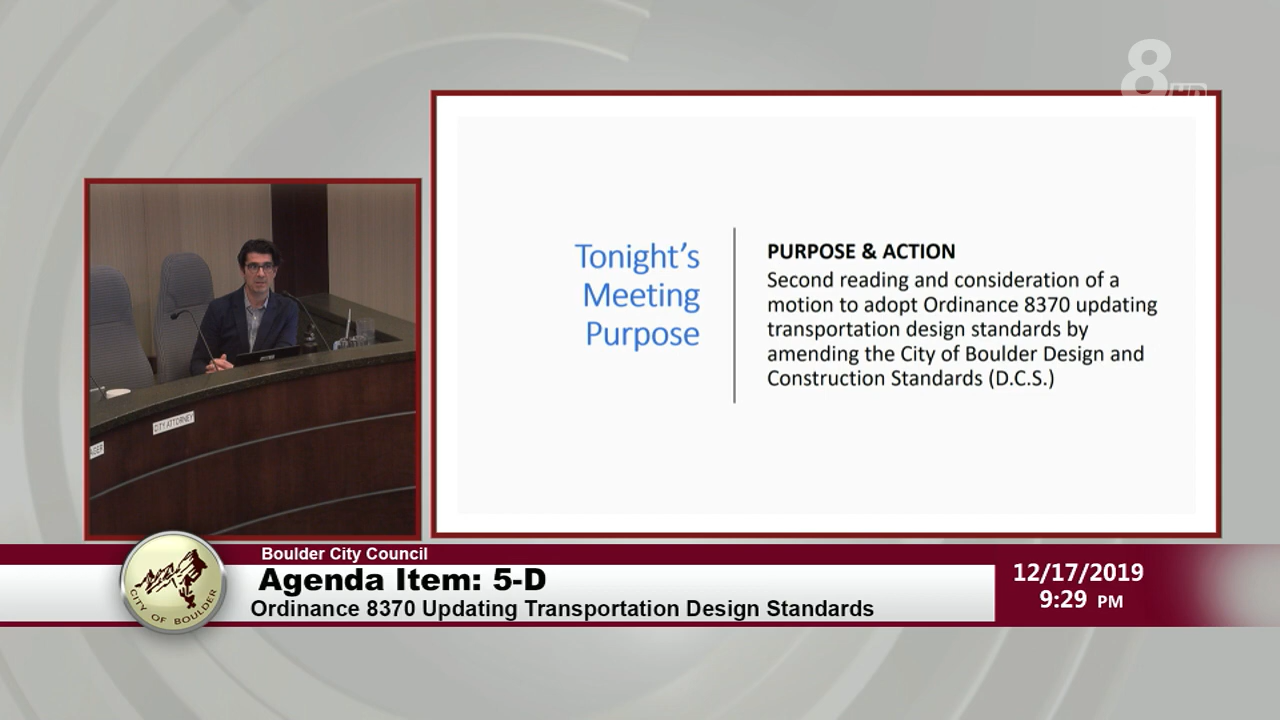 8HD
Tonight's
Meeting
Purpose
PURPOSE & ACTION
Second reading and consideration of a
motion to adopt Ordinance 8370 updating
transportation design standards by
amending the City of Boulder Design and
Construction Standards (D.C.S.)
CITY ATTORNEY
Boulder City Council
Agenda Item: 5-D
Ordinance 8370 Updating Transportation Design Standards
CITY OF BOULDER
12/17/2019
9:29 PM